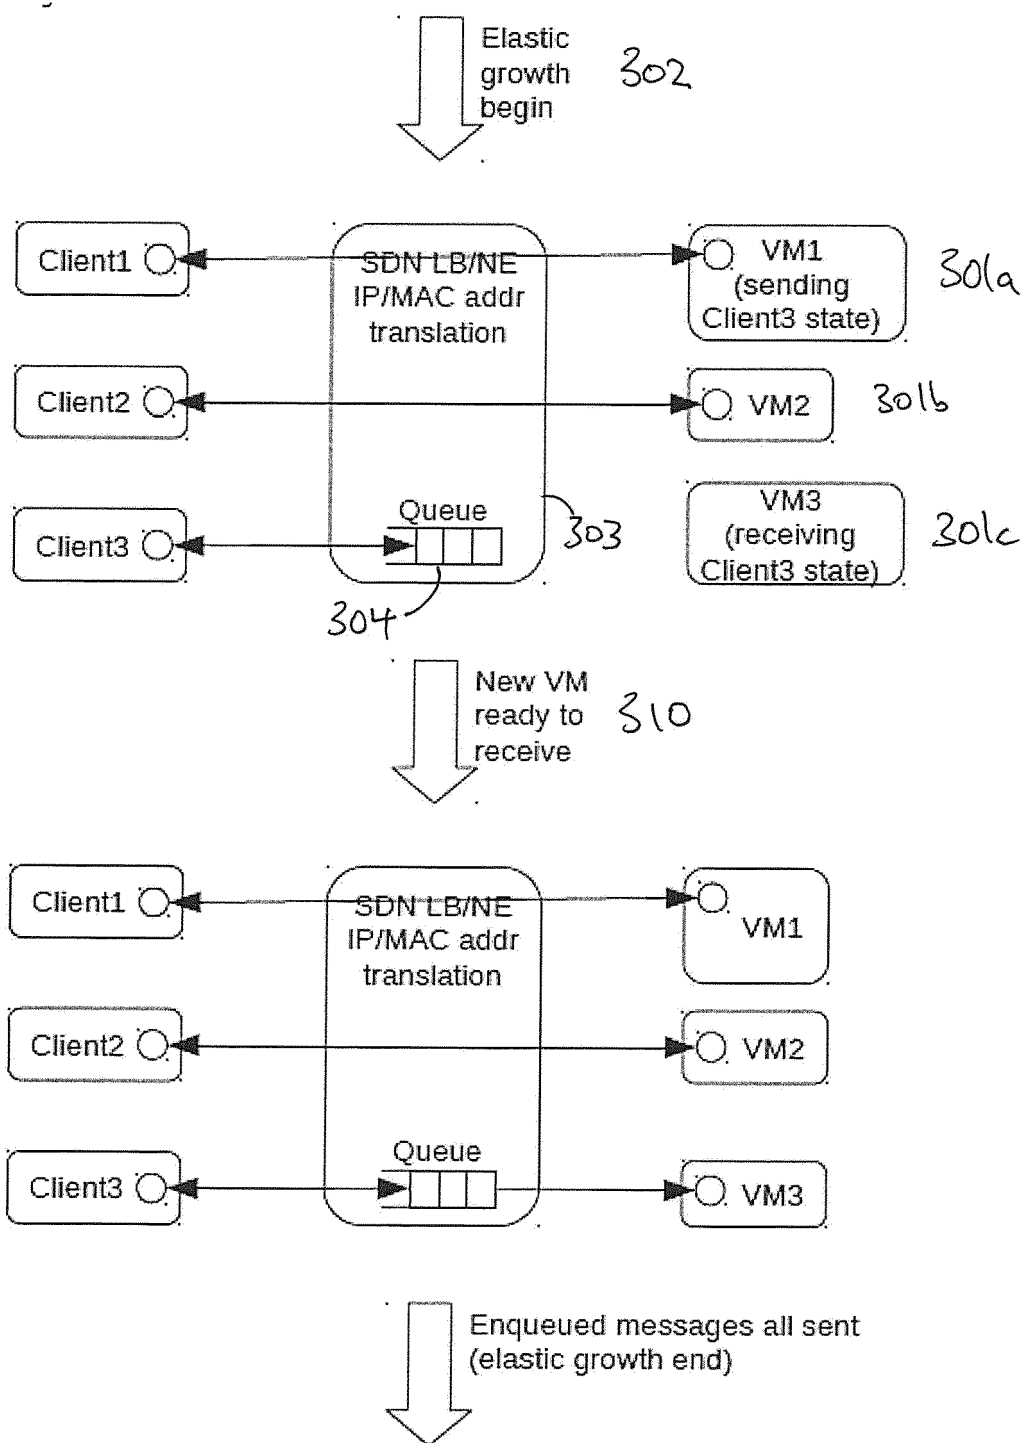 Elastic
growth 302
begin
Client1
SDN LB/NE
IP/MAC addr
translation
VM1
(sending
Client3 state)
301a
Client2
VM2
301b
Client3
Queue
303
304
VM3
(receiving
Client3 state)
301c
New VM
ready to 310
receive
Client1
SDN LB/NE
IP/MAC addr
translation
VM1
Client2
VM2
Client3
Queue
VM3
Enqueued messages all sent
(elastic growth end)